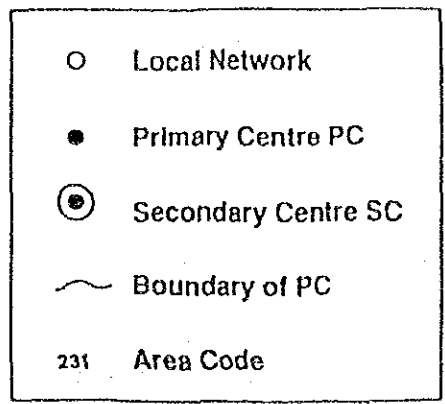 Local Network
Primary Centre PC
Secondary Centre SC
Boundary of PC
231 Area Code